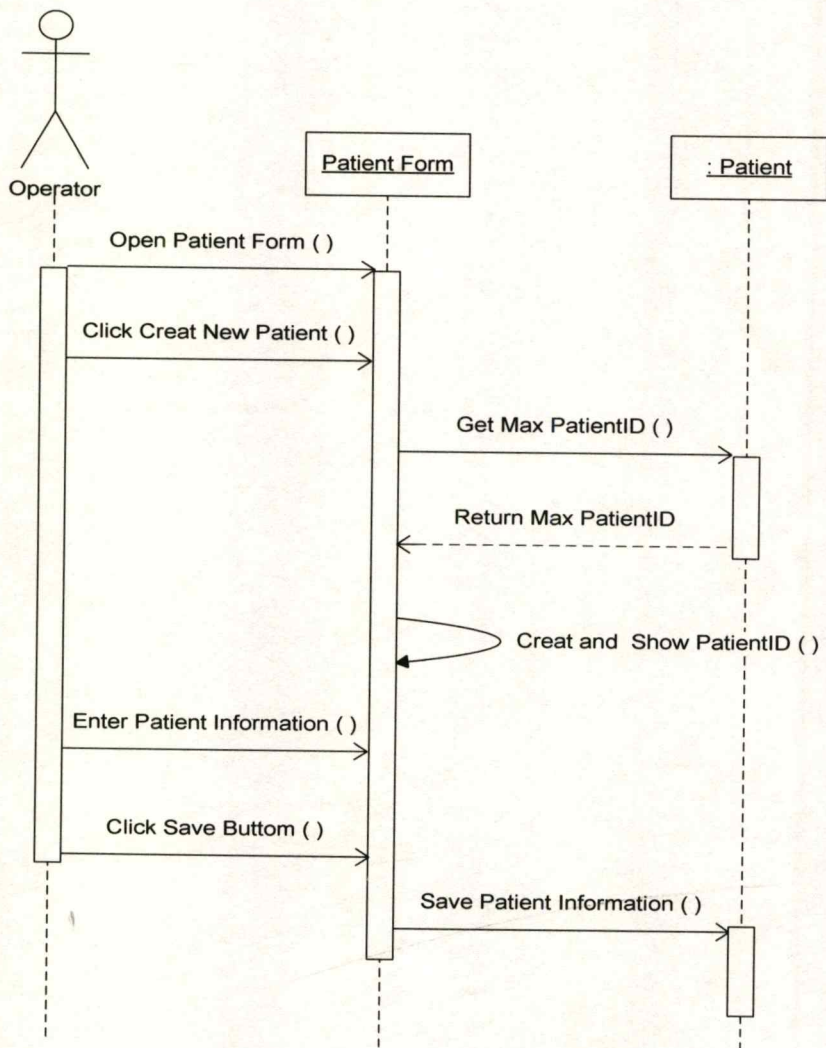 Operator
Patient Form
: Patient
Open Patient Form ( )
Click Creat New Patient ( )
Get Max PatientID ( )
Return Max PatientID
Creat and Show PatientID ( )
Enter Patient Information ( )
Click Save Buttom ( )
Save Patient Information ( )